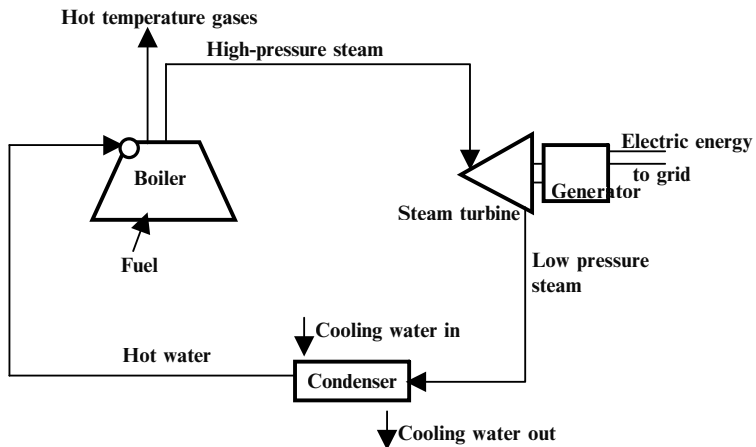 Hot temperature gases
High-pressure steam
Electric energy
to grid
Boiler
Generator
Steam turbine
Fuel
Low pressure
steam
Cooling water in
Hot water
Condenser
Cooling water out